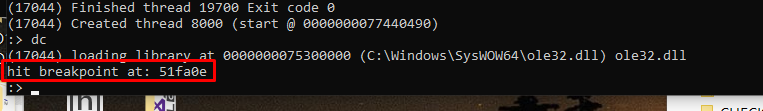 (17044) Finished thread 19700 Exit code 0
(17044) Created thread 8000 (start @ 0000000077440490)
:> dc
(17044) loading library at 0000000075300000 (C:\Windows\SysWOW64\ole32.dll) ole32.dll
hit breakpoint at: 51fa0e
:>